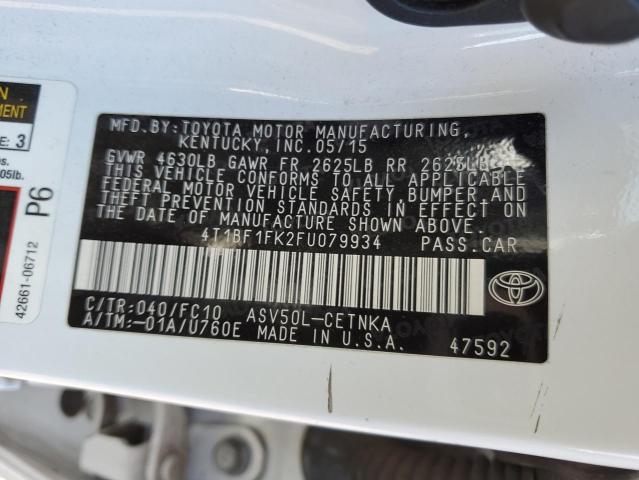 MFD.BY:TOYOTA MOTOR MANUFACTURING,
KENTUCKY, INC.05/15
GVWR 4630LB GAWR FR 2625LB RR 2625LB
THIS VEHICLE CONFORMS TO ALL APPLICABLE
FEDERAL MOTOR VEHICLE SAFETY,BUMPER,AND
THEFT PREVENTION STANDARDS IN EFFECT ON
THE DATE OF MANUFACTURE SHOWN ABOVE.
4T1BF1FK2FU079934 PASS.CAR
C/TR:040/FC10 ASV50L-CETNKA
A/TM:-01A/U760E MADE IN U.S.A. 47592
E: 3
05lb.
P6
42661-06712